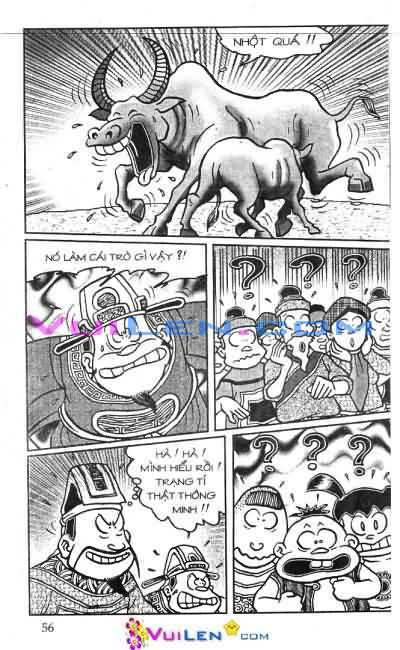 NHỘT QUÁ !!
NÓ LÀM CÁI TRÒ GÌ VẬY ?!
? ? ?
VUILEN.COM
HÀ ! HÀ !
MÌNH HIỂU RỒI !
TRẠNG TÍ
THẬT THÔNG
MINH !!
? ? ?
56
VUILEN.COM